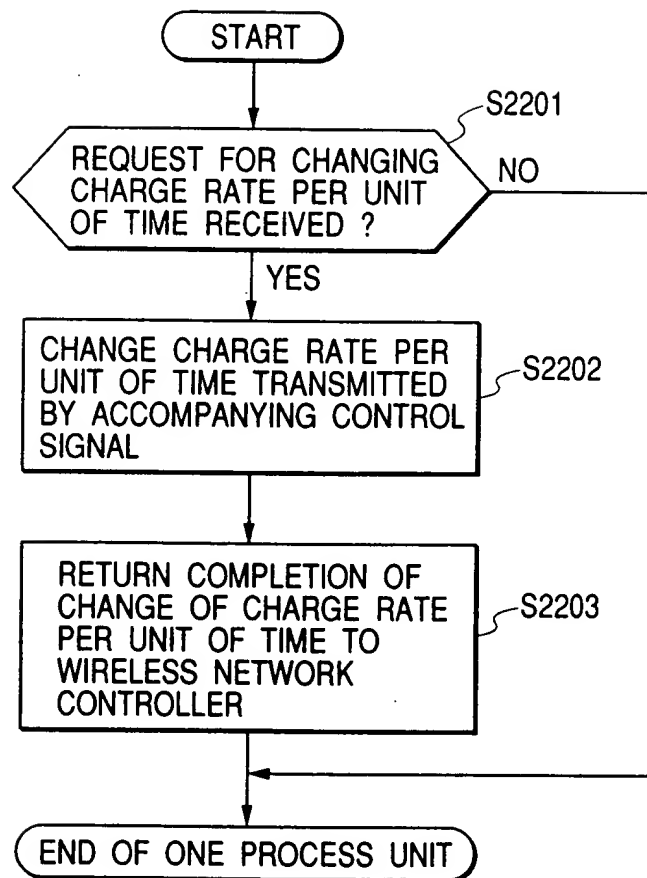 START
S2201
REQUEST FOR CHANGING
CHARGE RATE PER UNIT
OF TIME RECEIVED ?
NO
YES
CHANGE CHARGE RATE PER
UNIT OF TIME TRANSMITTED
BY ACCOMPANYING CONTROL
SIGNAL
S2202
RETURN COMPLETION OF
CHANGE OF CHARGE RATE
PER UNIT OF TIME TO
WIRELESS NETWORK
CONTROLLER
S2203
END OF ONE PROCESS UNIT